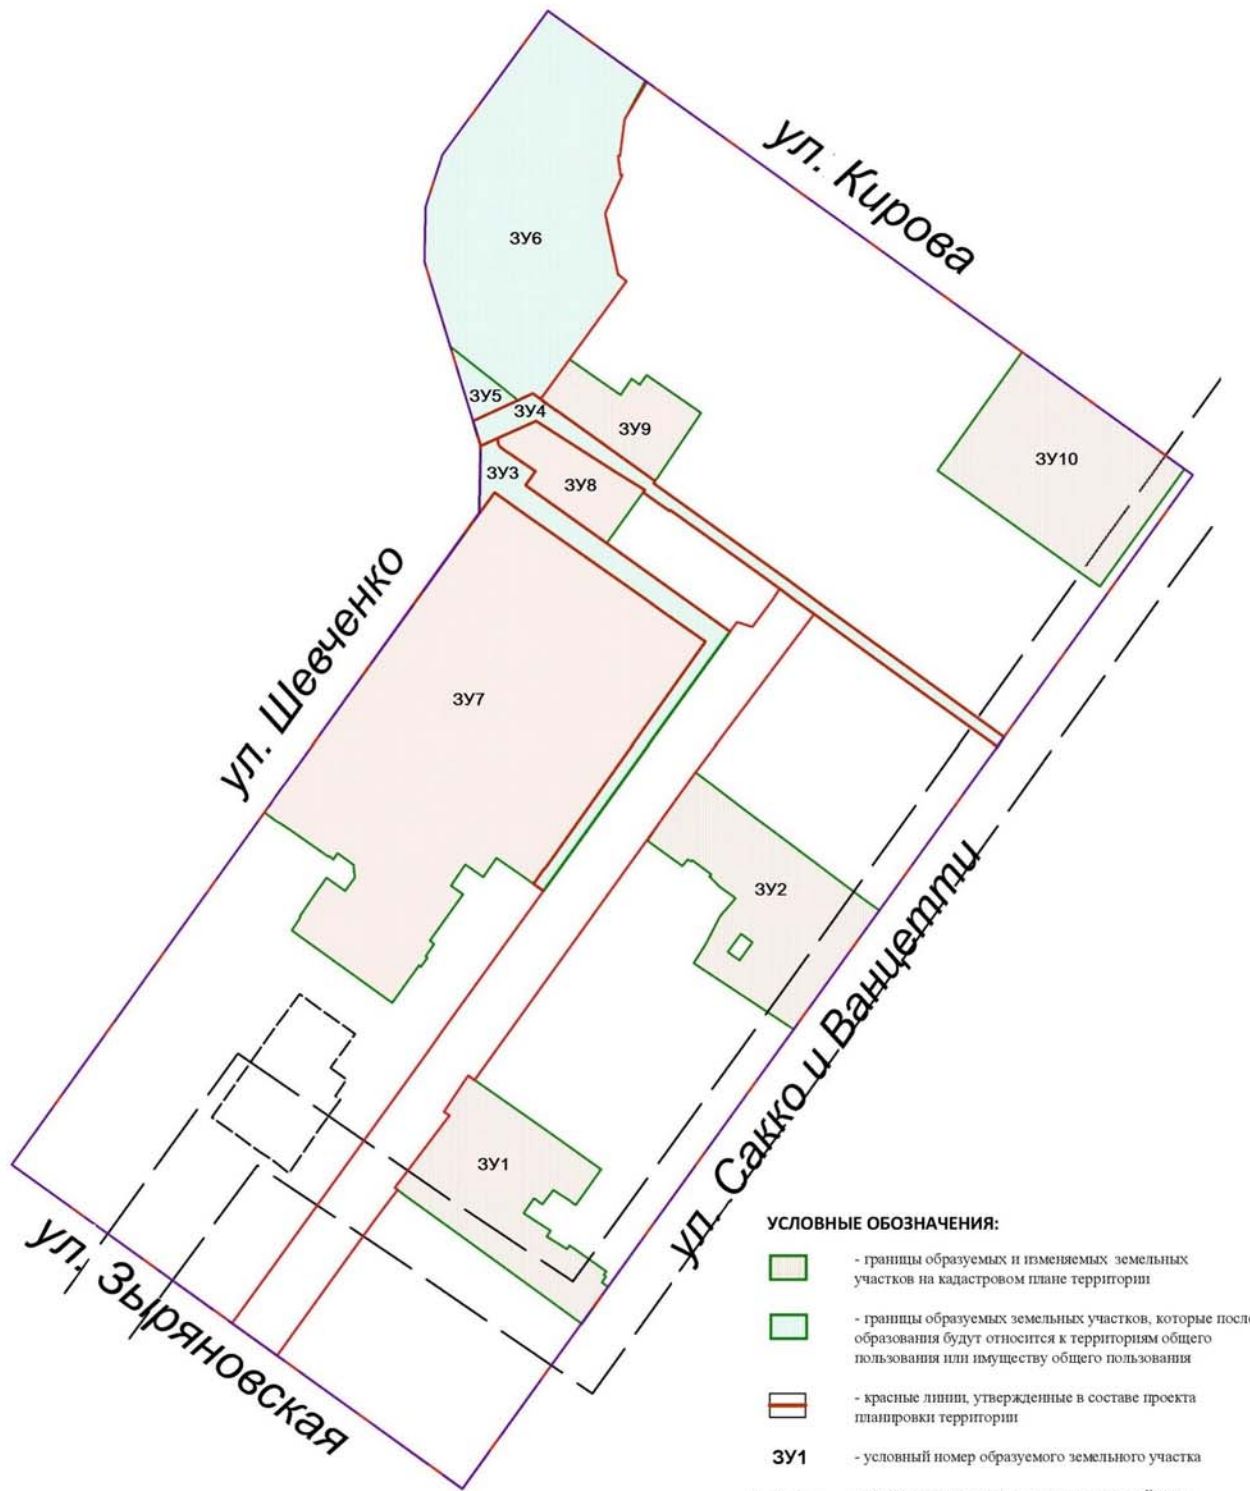 ул. Кирова
ЗУ6
ЗУ5
ЗУ4
ЗУ9
ЗУ10
ЗУ3
ЗУ8
ул. Шевченко
ЗУ7
ЗУ2
ул. Сакко и Ванцетти
ЗУ1
ул. Зыряновская
УСЛОВНЫЕ ОБОЗНАЧЕНИЯ:
- границы образуемых и изменяемых земельных
участков на кадастровом плане территории
- границы образуемых земельных участков, которые после
образования будут относится к территориям общего
пользования или имуществу общего пользования
- красные линии, утвержденные в составе проекта
планировки территории
ЗУ1 - условный номер образуемого земельного участка